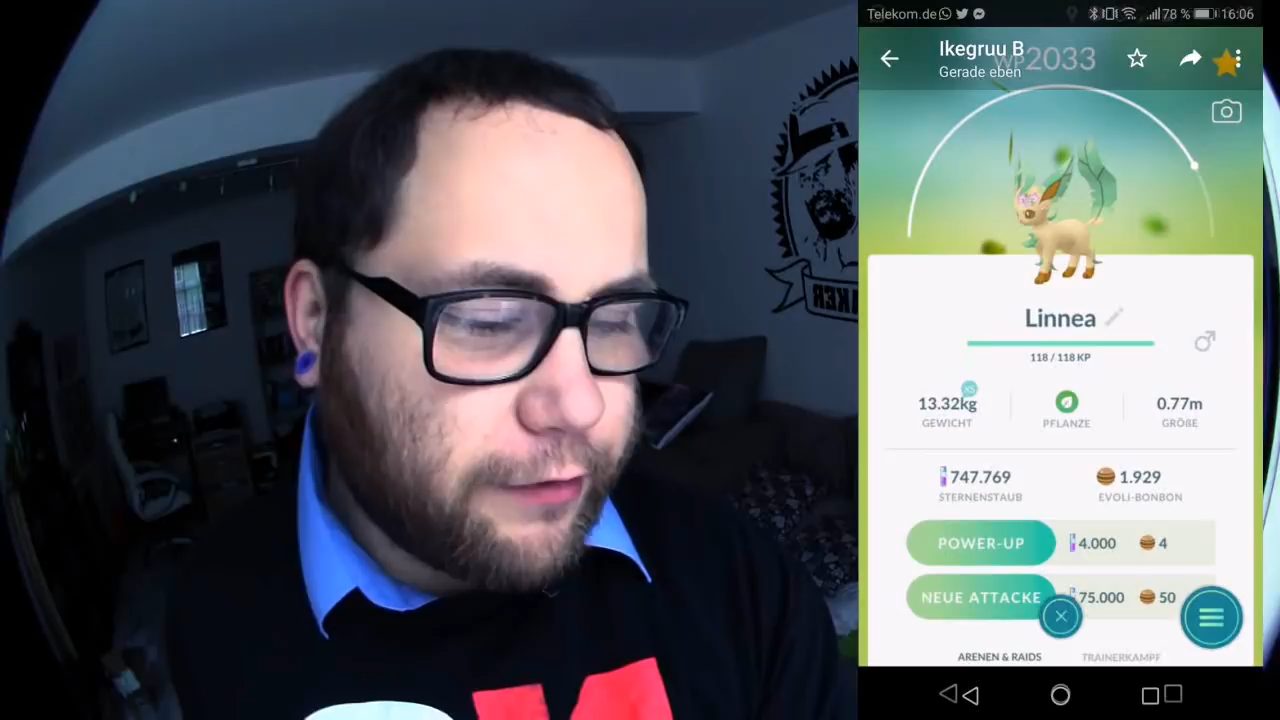 Telekom.de 78 % 16:06
Ikegruu B
WP2033
Gerade eben
Linnea
118 / 118 KP
XS
13.32kg
GEWICHT
PFLANZE
0.77m
GRÖßE
747.769
STERNENSTAUB
1.929
EVOLI-BONBON
POWER-UP 4.000 4
NEUE ATTACKE 75.000 50
ARENEN & RAIDS TRAINERKAMPF